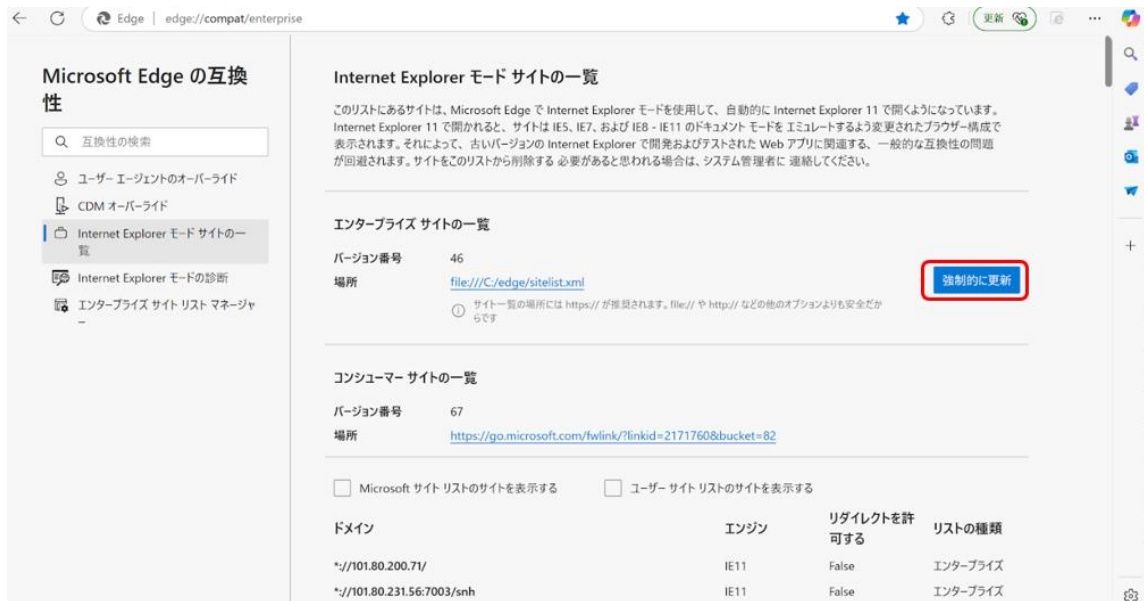 Edge
edge://compat/enterprise
更新
Microsoft Edge の互換
性
互換性の検索
ユーザー エージェントのオーバーライド
CDM オーバーライド
Internet Explorer モード サイトの一
覧
Internet Explorer モードの診断
エンタープライズ サイト リスト マネージャ
ー
Internet Explorer モード サイトの一覧
このリストにあるサイトは、Microsoft Edge で Internet Explorer モードを使用して、自動的に Internet Explorer 11 で開くようになっています。
Internet Explorer 11 で開かれると、サイトは IE5、IE7、および IE8 - IE11 のドキュメント モードを エミュレートするよう変更されたブラウザー構成で
表示されます。それによって、古いバージョンの Internet Explorer で開発およびテストされた Web アプリに関連する、一般的な互換性の問題
が回避されます。サイトをこのリストから削除する 必要があると思われる場合は、システム管理者に 連絡してください。
エンタープライズ サイトの一覧
バージョン番号 46
場所 file:///C:/edge/sitelist.xml
強制的に更新
サイト一覧の場所には https:// が推奨されます。file:// や http:// などの他のオプションよりも安全だか
らです
コンシューマー サイトの一覧
バージョン番号 67
場所 https://go.microsoft.com/fwlink/?linkid=2171760&bucket=82
Microsoft サイト リストのサイトを表示する ユーザー サイト リストのサイトを表示する
ドメイン エンジン リダイレクトを許可する リストの種類
*://101.80.200.71/ IE11 False エンタープライズ
*://101.80.231.56:7003/snh IE11 False エンタープライズ